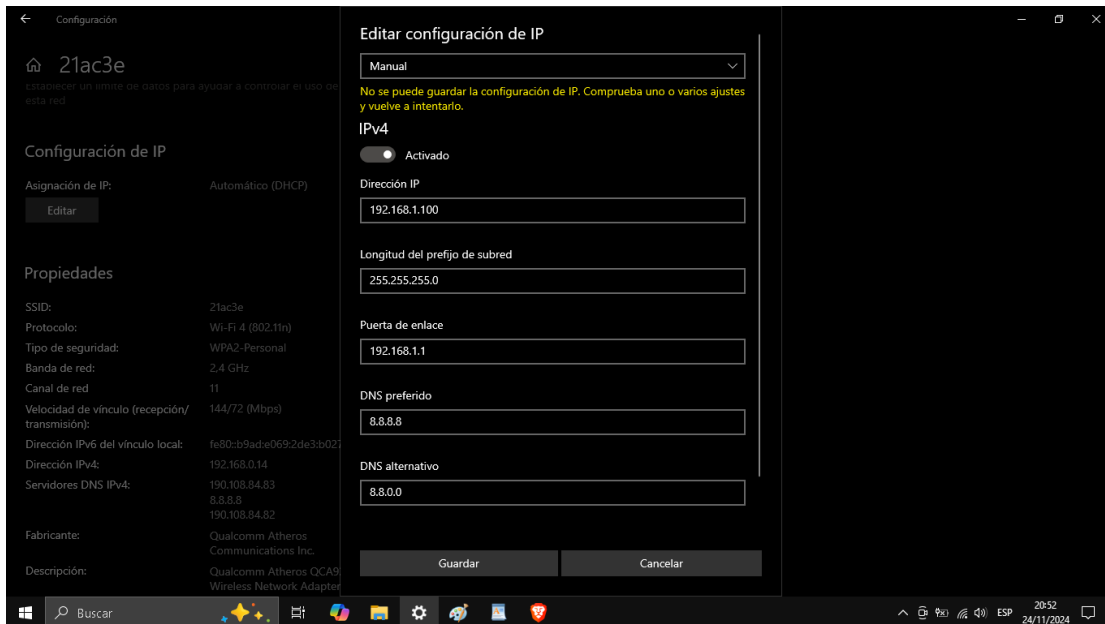 Configuración
21ac3e
Establecer un límite de datos para ayudar a controlar el uso de
esta red
Configuración de IP
Asignación de IP: Automático (DHCP)
Editar
Propiedades
SSID: 21ac3e
Protocolo: Wi-Fi 4 (802.11n)
Tipo de seguridad: WPA2-Personal
Banda de red: 2,4 GHz
Canal de red 11
Velocidad de vínculo (recepción/ 144/72 (Mbps)
transmisión):
Dirección IPv6 del vínculo local: fe80::b9ad:e069:2de3:b027
Dirección IPv4: 192.168.0.14
Servidores DNS IPv4: 190.108.84.83
8.8.8.8
190.108.84.82
Fabricante: Qualcomm Atheros
Communications Inc.
Descripción: Qualcomm Atheros QCA9
Wireless Network Adapter
Editar configuración de IP
Manual
No se puede guardar la configuración de IP. Comprueba uno o varios ajustes
y vuelve a intentarlo.
IPv4
Activado
Dirección IP
192.168.1.100
Longitud del prefijo de subred
255.255.255.0
Puerta de enlace
192.168.1.1
DNS preferido
8.8.8.8
DNS alternativo
8.8.0.0
Guardar Cancelar
Buscar
ESP
20:52
24/11/2024